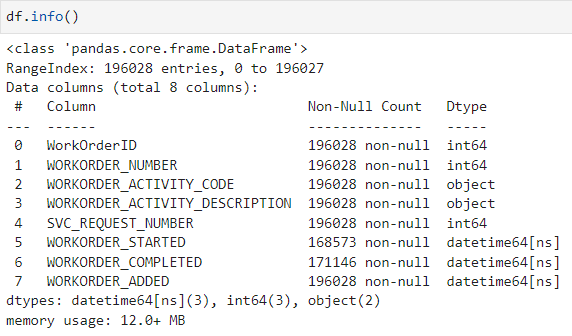 df.info()
<class 'pandas.core.frame.DataFrame'>
RangeIndex: 196028 entries, 0 to 196027
Data columns (total 8 columns):
 #   Column                         Non-Null Count   Dtype
---  ------                         --------------   -----
 0   WorkOrderID                    196028 non-null  int64
 1   WORKORDER_NUMBER               196028 non-null  int64
 2   WORKORDER_ACTIVITY_CODE        196028 non-null  object
 3   WORKORDER_ACTIVITY_DESCRIPTION  196028 non-null  object
 4   SVC_REQUEST_NUMBER             196028 non-null  int64
 5   WORKORDER_STARTED              168573 non-null  datetime64[ns]
 6   WORKORDER_COMPLETED            171146 non-null  datetime64[ns]
 7   WORKORDER_ADDED                196028 non-null  datetime64[ns]
dtypes: datetime64[ns](3), int64(3), object(2)
memory usage: 12.0+ MB